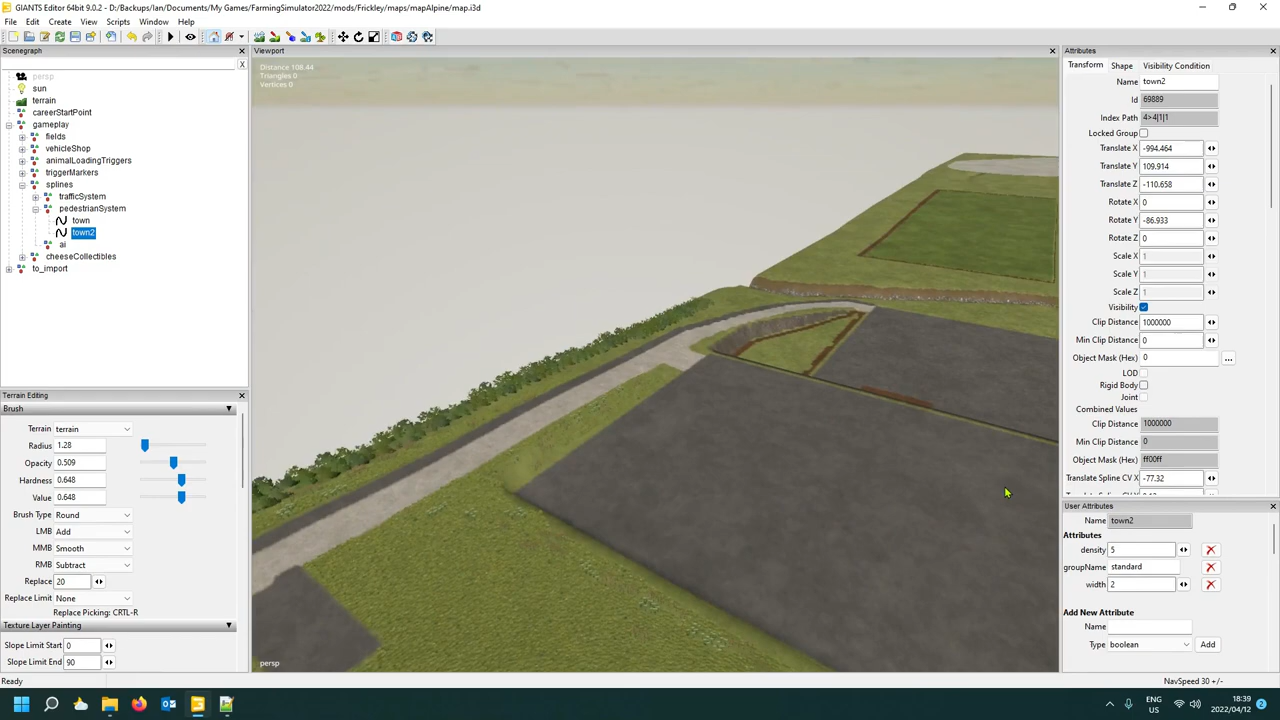 GIANTS Editor 64bit 9.0.2 - D:/Backups/Ian/Documents/My Games/FarmingSimulator2022/mods/Frickley/maps/mapAlpine/map.i3d
File Edit Create View Scripts Window Help
Scenegraph
X
persp
sun
terrain
careerStartPoint
gameplay
fields
vehicleShop
animalLoadingTriggers
triggerMarkers
splines
trafficSystem
pedestrianSystem
town
town2
ai
cheeseCollectibles
to_import
Terrain Editing
Brush
Terrain terrain
Radius 1.28
Opacity 0.509
Hardness 0.648
Value 0.648
Brush Type Round
LMB Add
MMB Smooth
RMB Subtract
Replace 20
Replace Limit None
Replace Picking: CRTL-R
Texture Layer Painting
Slope Limit Start 0
Slope Limit End 90
Ready
Viewport
Distance 108.44
Triangles 0
Vertices 0
persp
Attributes
Transform Shape Visibility Condition
Name town2
Id 69889
Index Path 4>4|1|1
Locked Group
Translate X -994.464
Translate Y 109.914
Translate Z -110.658
Rotate X 0
Rotate Y -86.933
Rotate Z 0
Scale X 1
Scale Y 1
Scale Z 1
Visibility
Clip Distance 1000000
Min Clip Distance 0
Object Mask (Hex) 0 ...
LOD
Rigid Body
Joint
Combined Values
Clip Distance 1000000
Min Clip Distance 0
Object Mask (Hex) ff00ff
Translate Spline CV X -77.32
User Attributes
Name town2
Attributes
density 5
groupName standard
width 2
Add New Attribute
Name
Type boolean Add
NavSpeed 30 +/-
ENG
US
18:39
2022/04/12
2